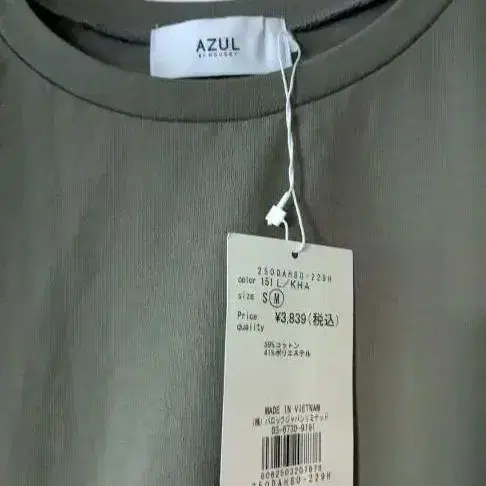 AZUL
BY MOUSSY
250DAH80-229H
color 151 L/KHA
size S M
Price ¥3,839(税込)
quality
59%コットン
41%ポリエステル
MADE IN VIETNAM
(株)バロックジャパンリミテッド
03-6730-9191
250DAH80-229H